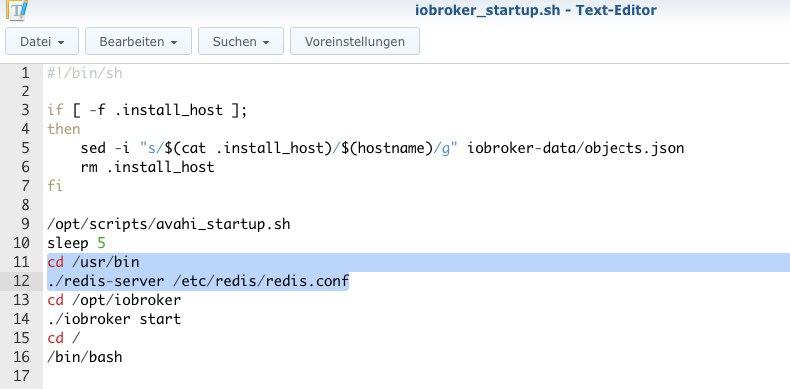 iobroker_startup.sh - Text-Editor
Datei Bearbeiten Suchen Voreinstellungen
1 #!/bin/sh
2
3 if [ -f .install_host ];
4 then
5     sed -i "s/$(cat .install_host)/$(hostname)/g" iobroker-data/objects.json
6     rm .install_host
7 fi
8
9 /opt/scripts/avahi_startup.sh
10 sleep 5
11 cd /usr/bin
12 ./redis-server /etc/redis/redis.conf
13 cd /opt/iobroker
14 ./iobroker start
15 cd /
16 /bin/bash
17